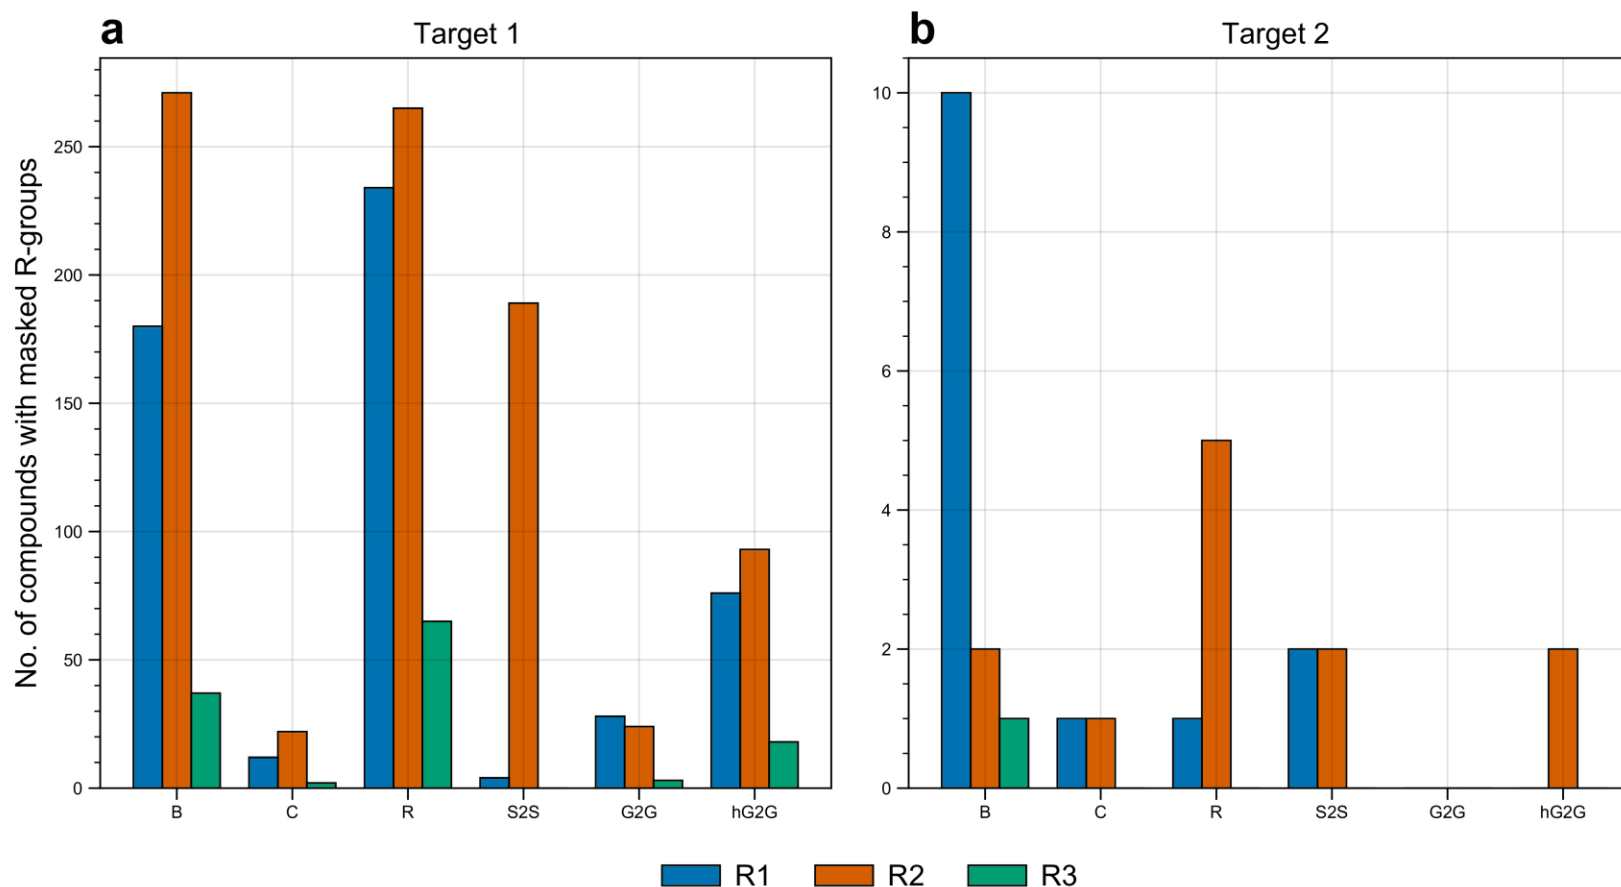 a Target 1
No. of compounds with masked R-groups
250
200
150
100
50
0
B C R S2S G2G hG2G
b Target 2
10
8
6
4
2
0
B C R S2S G2G hG2G
R1 R2 R3